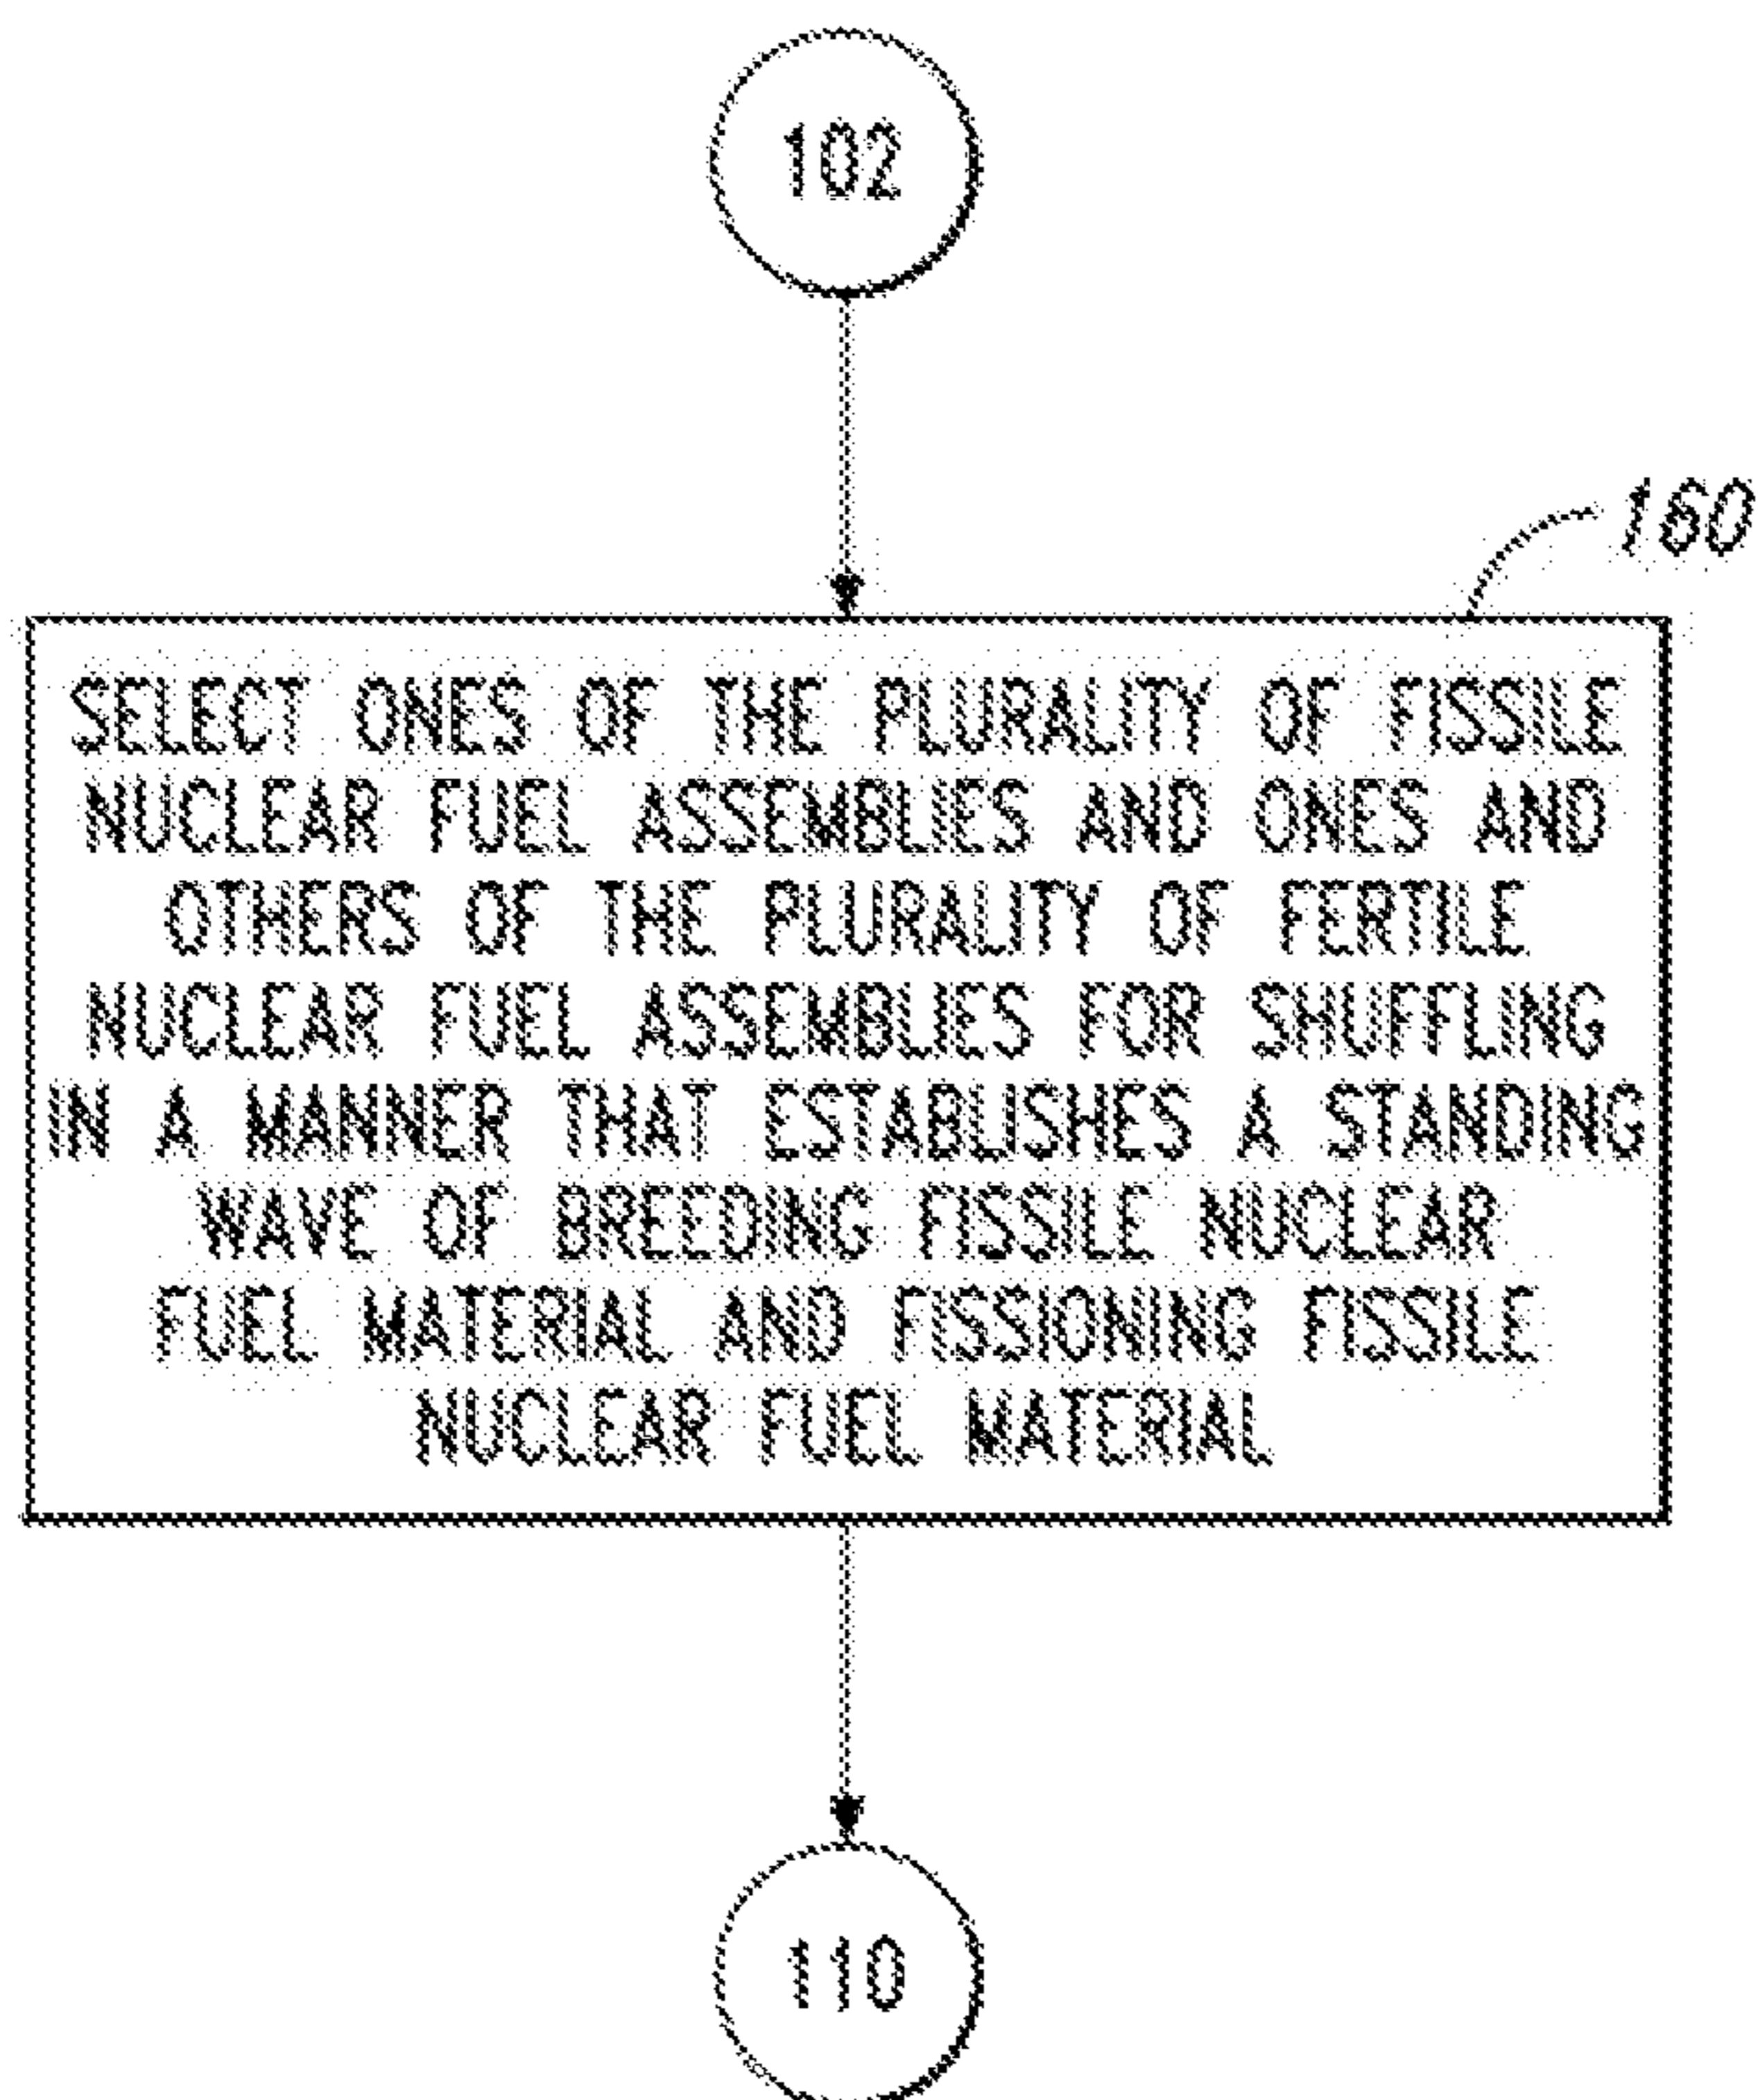 102
160
SELECT ONES OF THE PLURALITY OF FISSILE
NUCLEAR FUEL ASSEMBLIES AND ONES AND
OTHERS OF THE PLURALITY OF FERTILE
NUCLEAR FUEL ASSEMBLIES FOR SHUFFLING
IN A MANNER THAT ESTABLISHES A STANDING
WAVE OF BREEDING FISSILE NUCLEAR
FUEL MATERIAL AND FISSIONING FISSILE
NUCLEAR FUEL MATERIAL
110